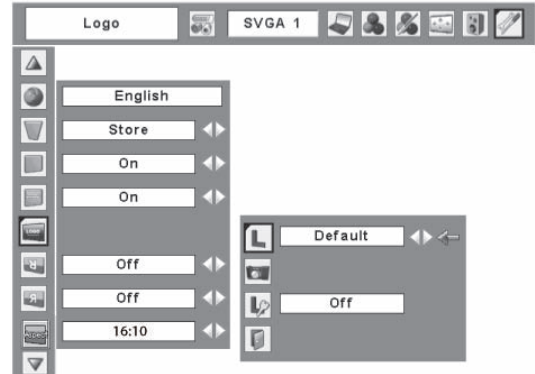 Logo
SVGA 1
English
Store
On
On
Default
Off
Off
Off
16:10